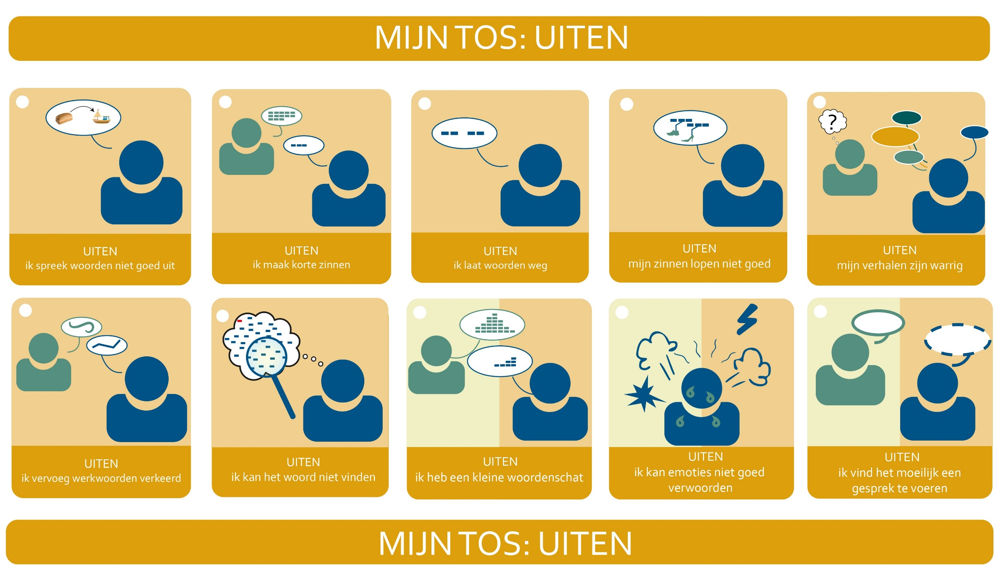 MIJN TOS: UITEN
UITEN
ik spreek woorden niet goed uit
UITEN
ik maak korte zinnen
UITEN
ik laat woorden weg
UITEN
mijn zinnen lopen niet goed
?
UITEN
mijn verhalen zijn warrig
UITEN
ik vervoeg werkwoorden verkeerd
UITEN
ik kan het woord niet vinden
UITEN
ik heb een kleine woordenschat
UITEN
ik kan emoties niet goed
verwoorden
UITEN
ik vind het moeilijk een
gesprek te voeren
MIJN TOS: UITEN